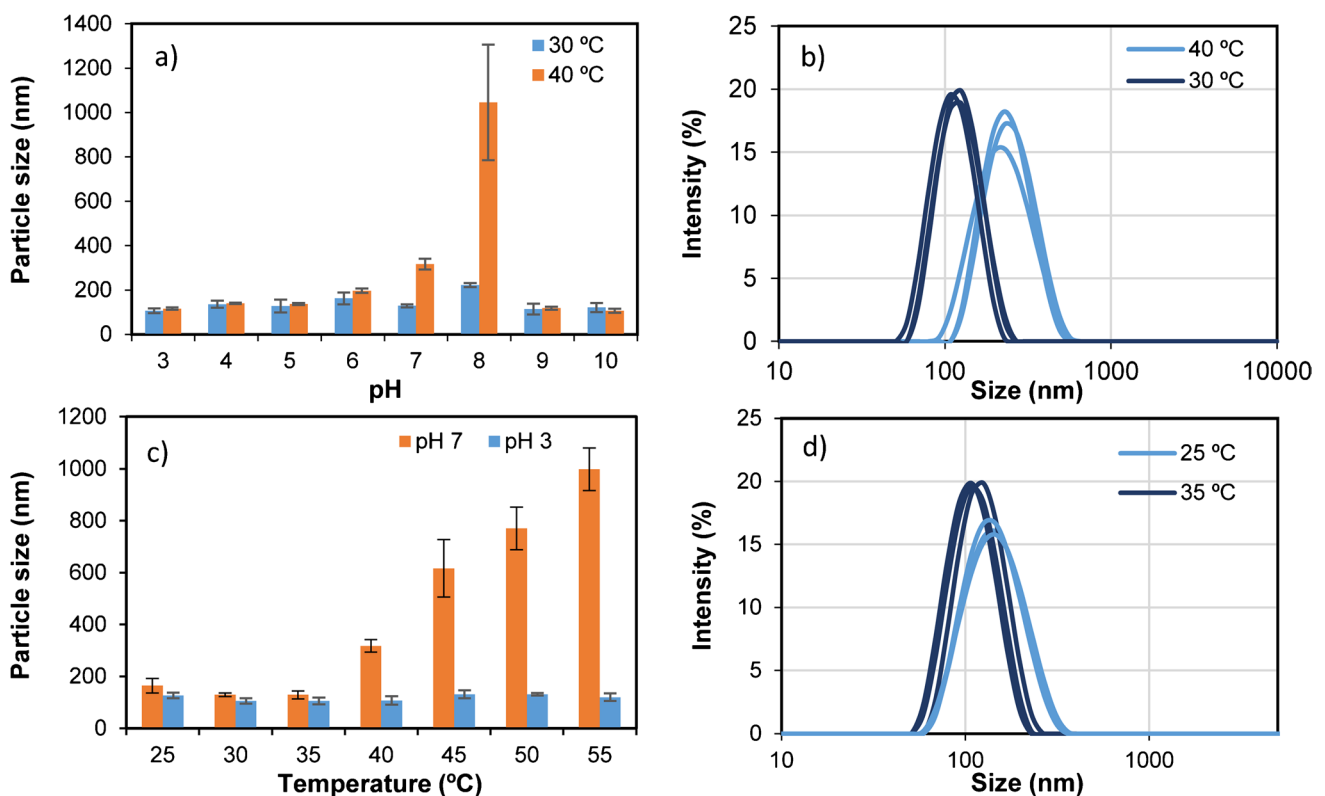 a)
30 ºC
40 ºC
Particle size (nm)
1400
1200
1000
800
600
400
200
0
3 4 5 6 7 8 9 10
pH
b)
40 ºC
30 ºC
Intensity (%)
25
20
15
10
5
0
10 100 1000 10000
Size (nm)
c)
pH 7 pH 3
Particle size (nm)
1200
1000
800
600
400
200
0
25 30 35 40 45 50 55
Temperature (ºC)
d)
25 ºC
35 ºC
Intensity (%)
25
20
15
10
5
0
10 100 1000
Size (nm)